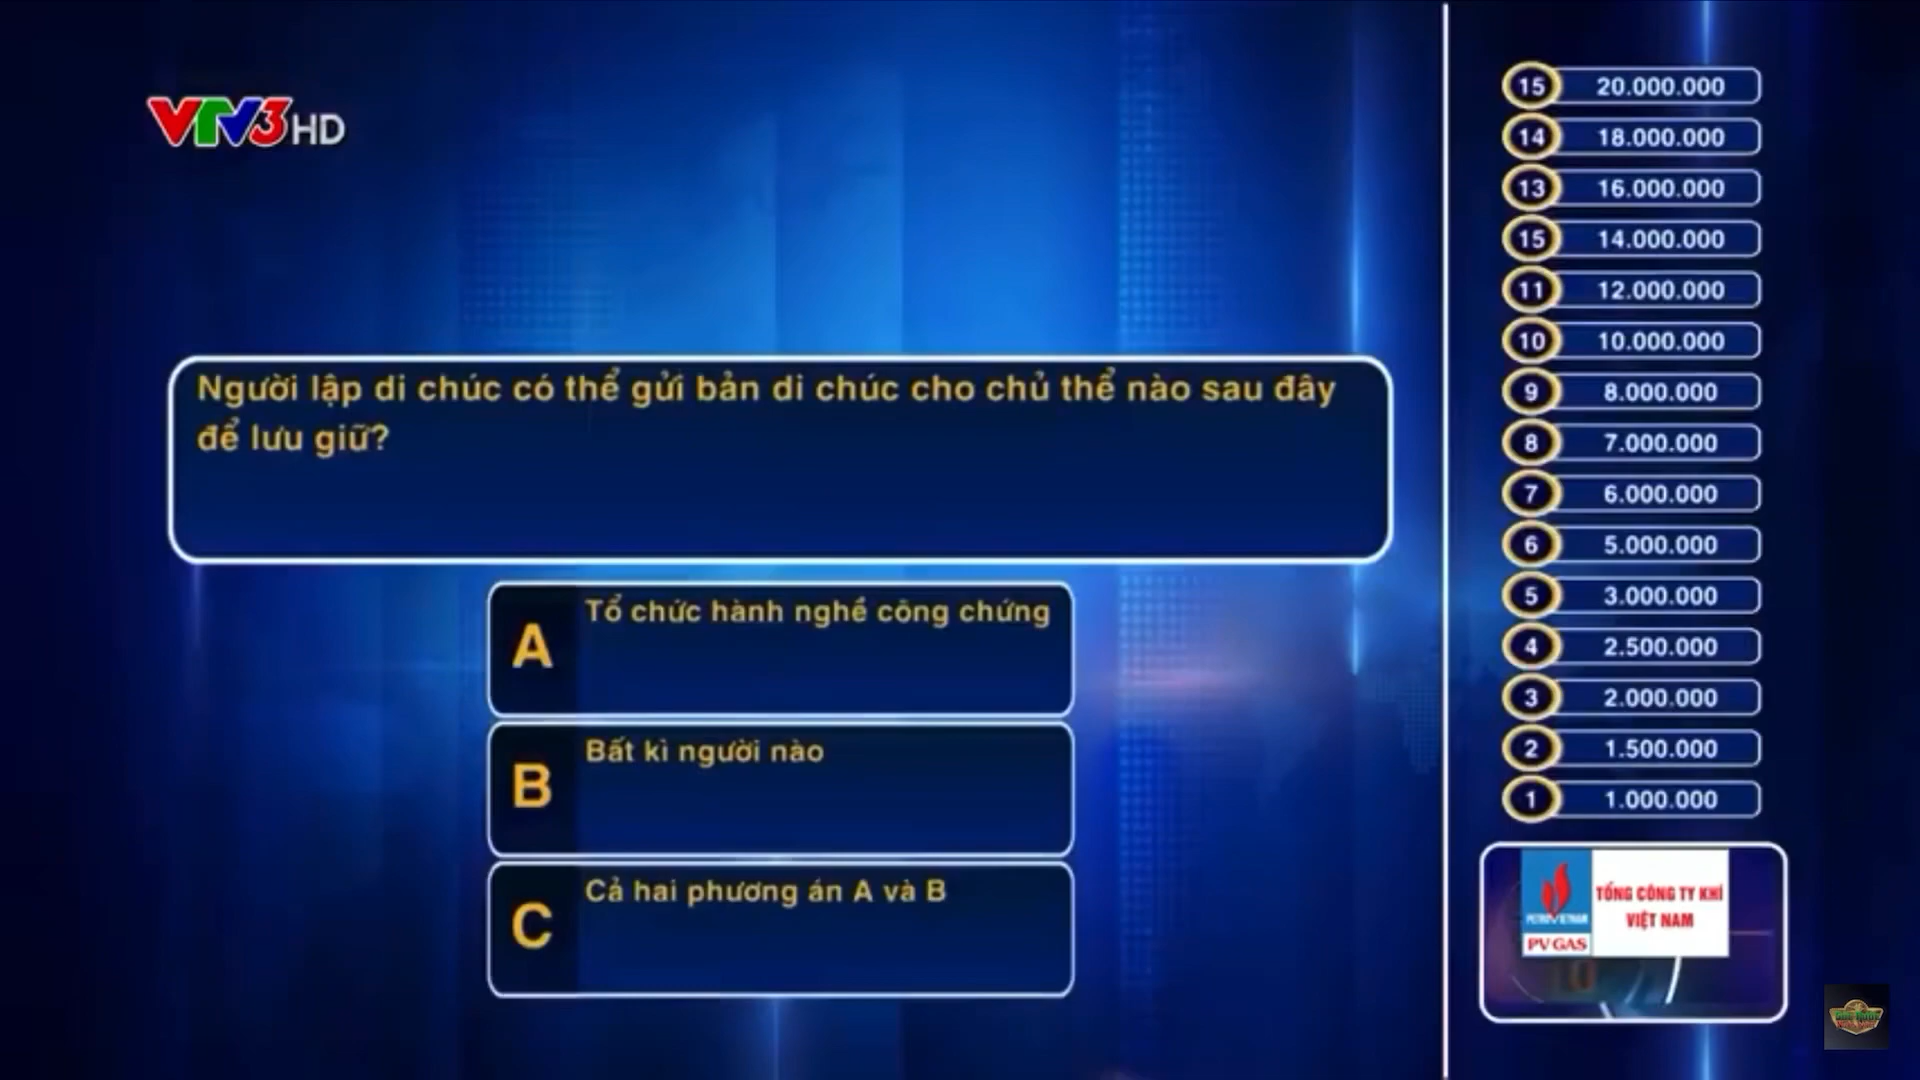 VTV3 HD
Người lập di chúc có thể gửi bản di chúc cho chủ thể nào sau đây
để lưu giữ?
A Tổ chức hành nghề công chứng
B Bất kì người nào
C Cả hai phương án A và B
15 20.000.000
14 18.000.000
13 16.000.000
15 14.000.000
11 12.000.000
10 10.000.000
9 8.000.000
8 7.000.000
7 6.000.000
6 5.000.000
5 3.000.000
4 2.500.000
3 2.000.000
2 1.500.000
1 1.000.000
TỔNG CÔNG TY KHÍ
VIỆT NAM
PETROVIETNAM
PV GAS